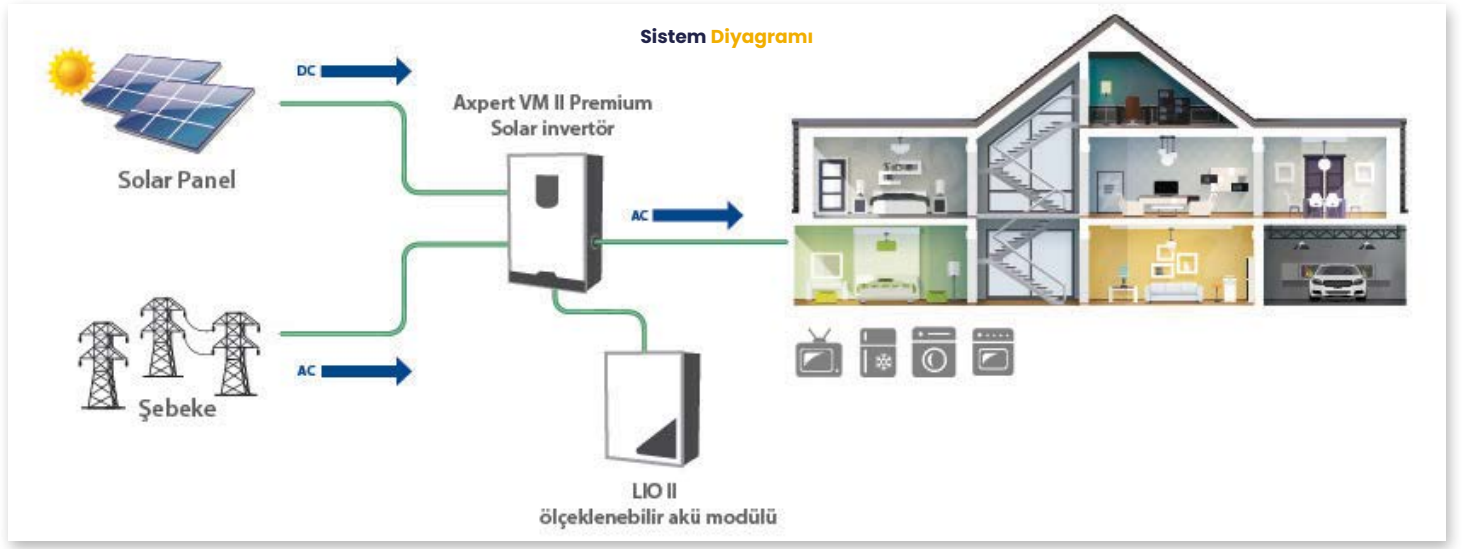 Sistem Diyagramı
DC
Axpert VM II Premium
Solar invertör
Solar Panel
AC
AC
Şebeke
LIO II
ölçeklenebilir akü modülü